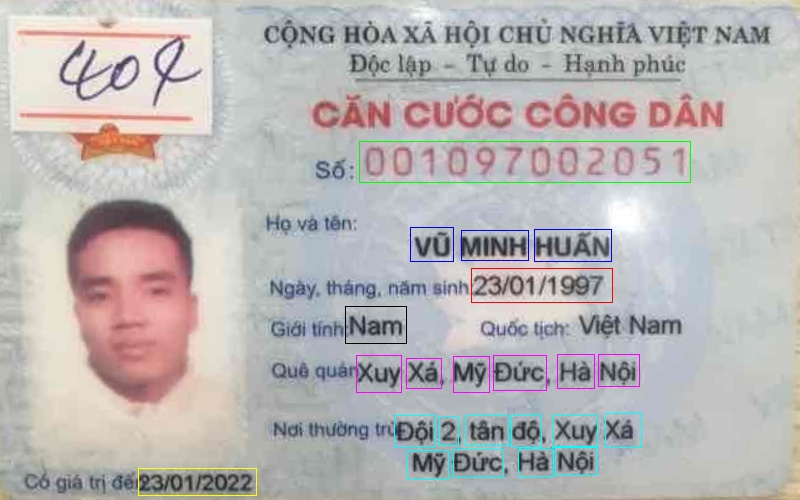 404
CỘNG HÒA XÃ HỘI CHỦ NGHĨA VIỆT NAM
Độc lập - Tự do - Hạnh phúc
CĂN CƯỚC CÔNG DÂN
Số: 001097002051
Họ và tên:
VŨ MINH HUẤN
Ngày, tháng, năm sinh: 23/01/1997
Giới tính: Nam Quốc tịch: Việt Nam
Quê quán: Xuy Xá, Mỹ Đức, Hà Nội
Nơi thường trú: Đội 2, tân độ, Xuy Xá
Mỹ Đức, Hà Nội
Có giá trị đến: 23/01/2022